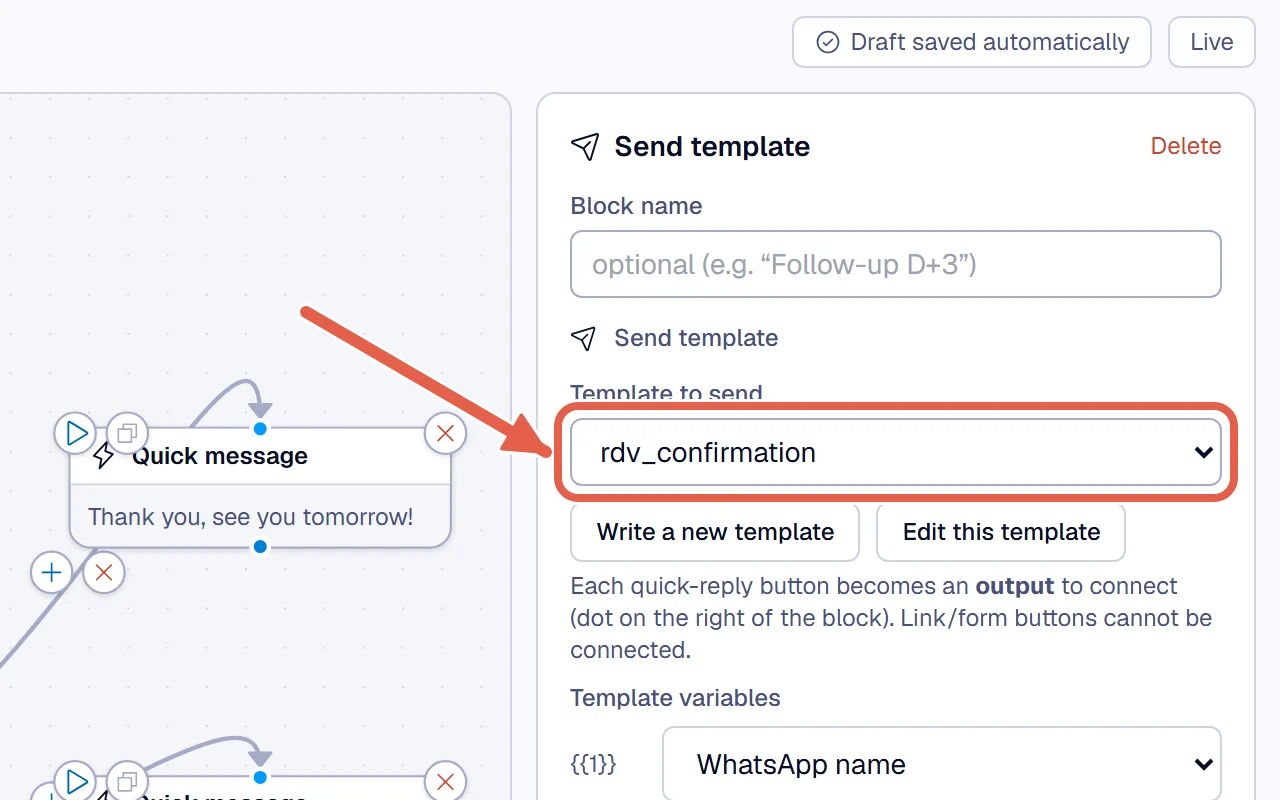 Draft saved automatically
Live
Send template
Delete
Block name
optional (e.g. “Follow-up D+3”)
Send template
Template to send
rdv_confirmation
Write a new template
Edit this template
Each quick-reply button becomes an output to connect
(dot on the right of the block). Link/form buttons cannot be
connected.
Template variables
{{1}}
WhatsApp name
Quick message
Thank you, see you tomorrow!
Quick message